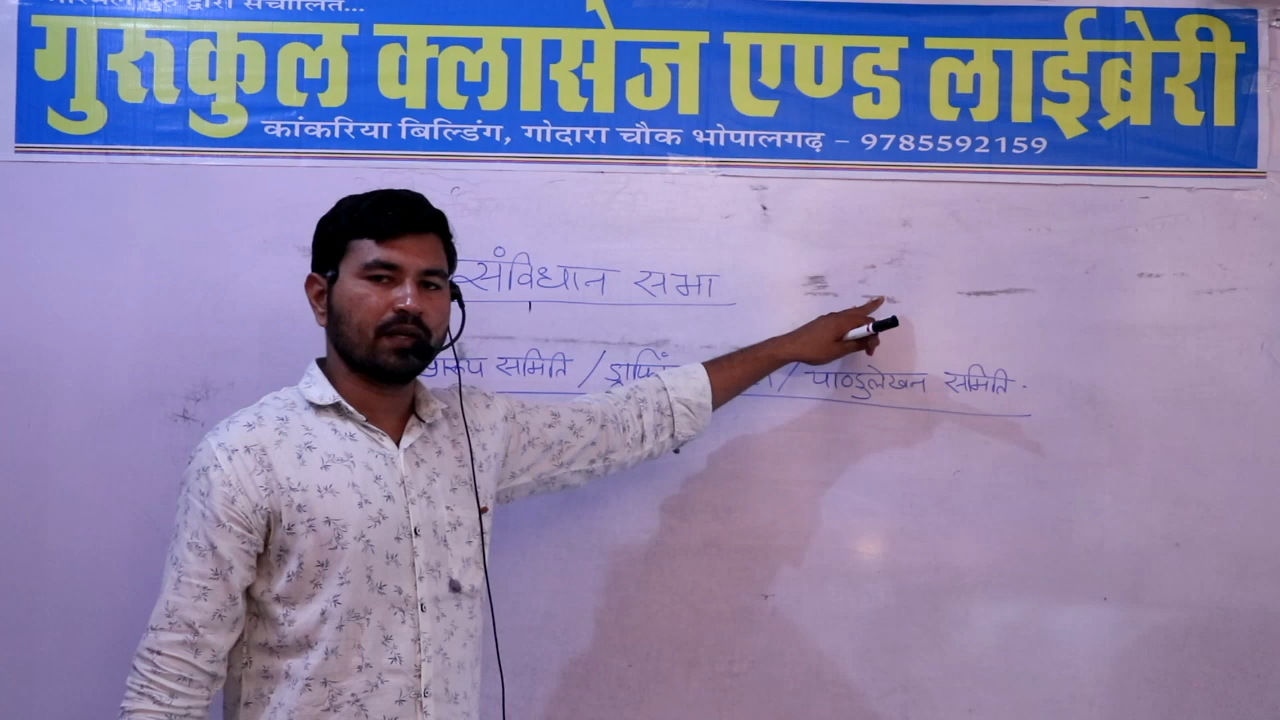 द्वारा संचालित...
गुरुकुल क्लासेज एण्ड लाईब्रेरी
कांकरिया बिल्डिंग, गोदारा चौक भोपालगढ़ – 9785592159
संविधान सभा
समिति / ड्राफ्टिं / पाण्डुलेखन समिति.